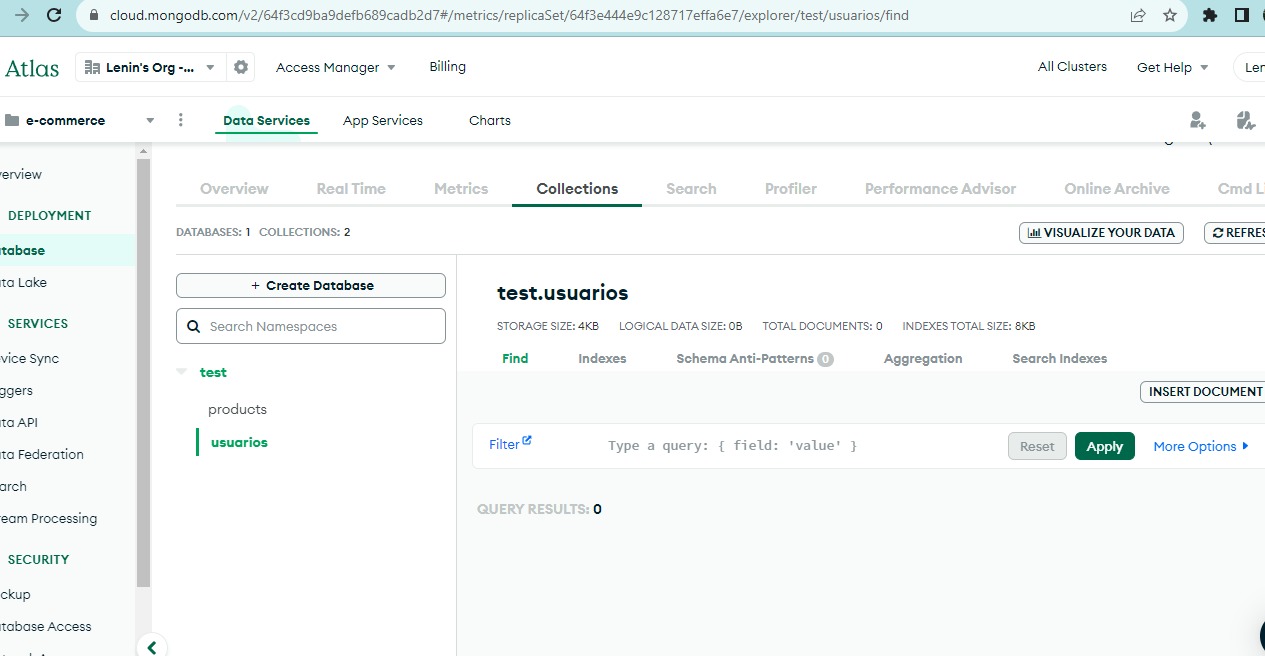 cloud.mongodb.com/v2/64f3cd9ba9defb689cadb2d7#/metrics/replicaSet/64f3e444e9c128717effa6e7/explorer/test/usuarios/find
Atlas Lenin's Org -... Access Manager Billing All Clusters Get Help Len
e-commerce Data Services App Services Charts
Overview Real Time Metrics Collections Search Profiler Performance Advisor Online Archive Cmd Li
DATABASES: 1 COLLECTIONS: 2 VISUALIZE YOUR DATA REFRES
verview
DEPLOYMENT
tabase
ta Lake
SERVICES
vice Sync
ggers
ta API
ta Federation
arch
eam Processing
SECURITY
ckup
tabase Access
+ Create Database
Search Namespaces
test
products
usuarios
test.usuarios
STORAGE SIZE: 4KB LOGICAL DATA SIZE: 0B TOTAL DOCUMENTS: 0 INDEXES TOTAL SIZE: 8KB
Find Indexes Schema Anti-Patterns 0 Aggregation Search Indexes
INSERT DOCUMENT
Filter Type a query: { field: 'value' } Reset Apply More Options
QUERY RESULTS: 0